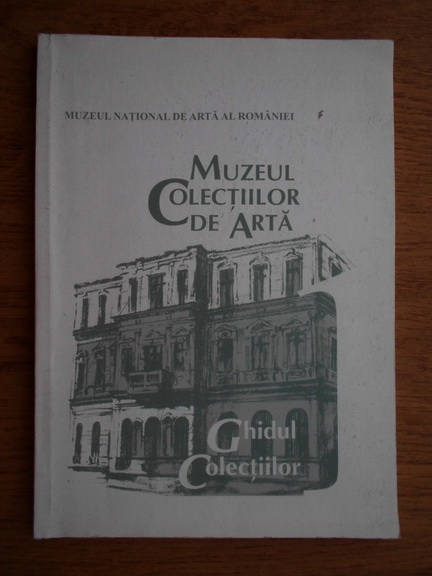 MUZEUL NAȚIONAL DE ARTĂ AL ROMÂNIEI
MUZEUL
COLECȚIILOR
DE ARTĂ
Ghidul
Colecțiilor